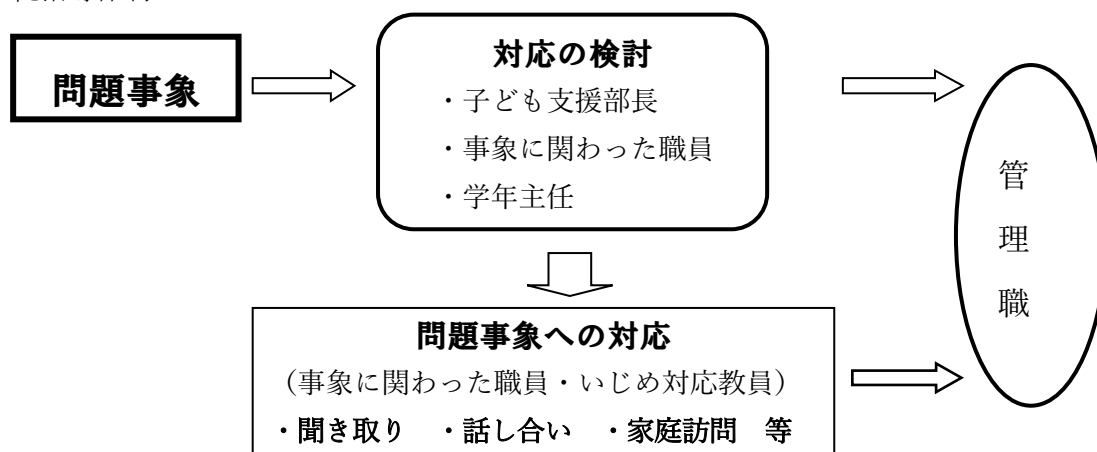 問題事象
対応の検討
・子ども支援部長
・事象に関わった職員
・学年主任
管理職
問題事象への対応
（事象に関わった職員・いじめ対応教員）
・聞き取り　・話し合い　・家庭訪問　等